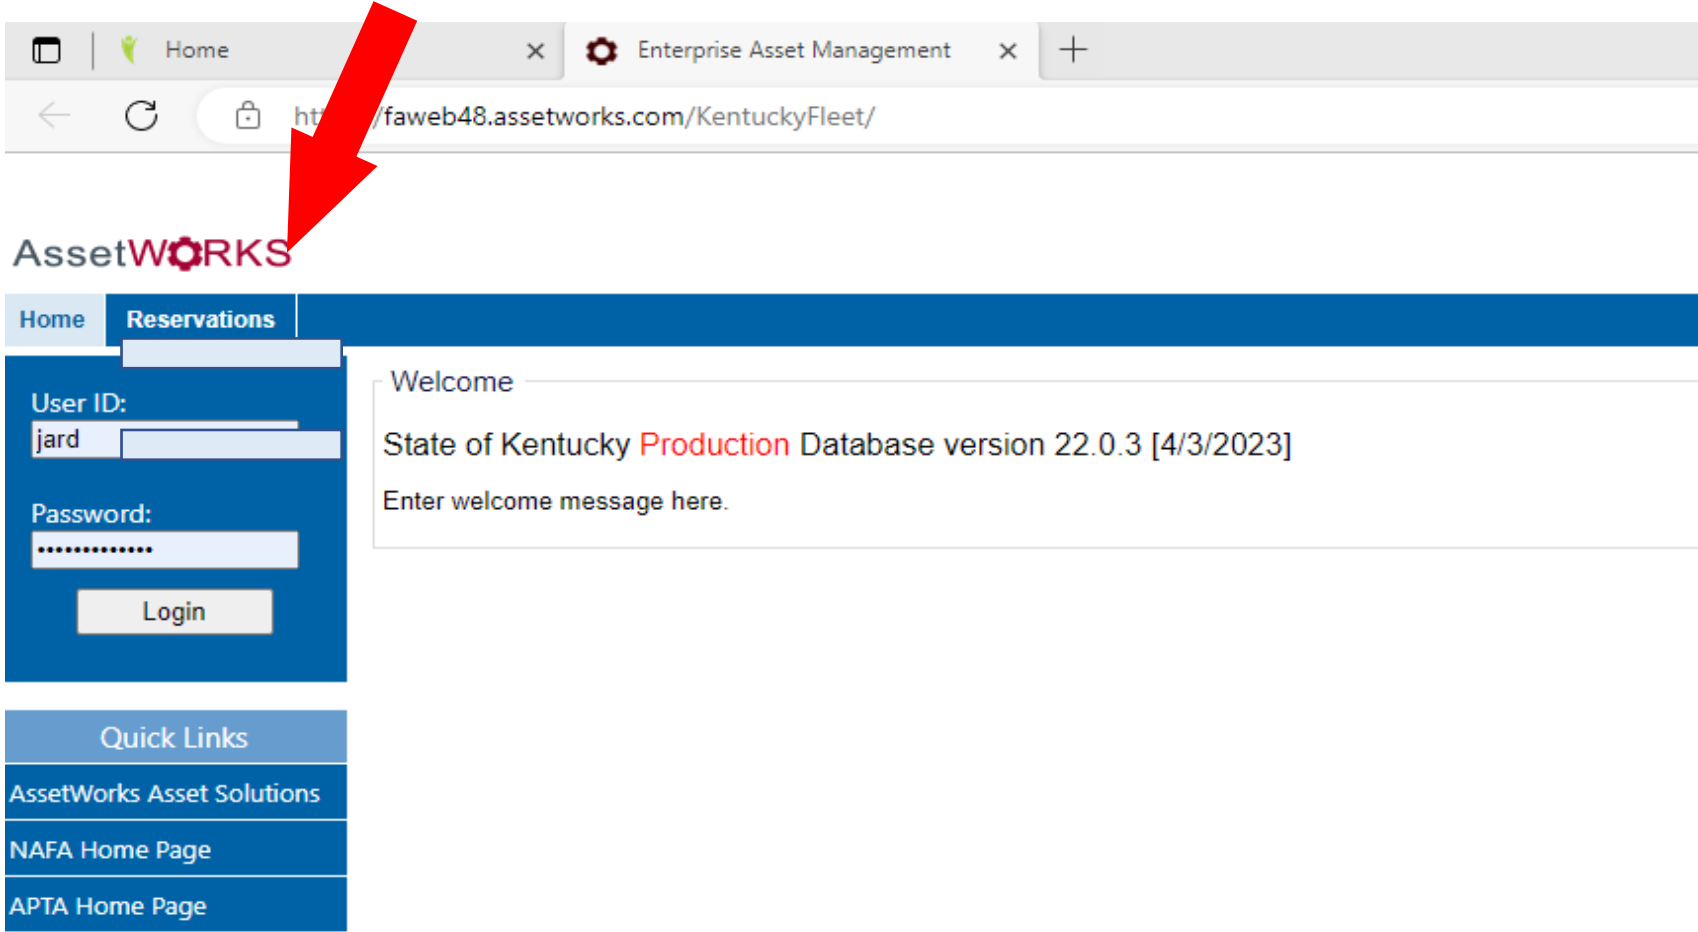 Home
Enterprise Asset Management
faweb48.assetworks.com/KentuckyFleet/
AssetWORKS
Home Reservations
User ID:
jard
Password:
•••••••••••••
Login
Welcome
State of Kentucky Production Database version 22.0.3 [4/3/2023]
Enter welcome message here.
Quick Links
AssetWorks Asset Solutions
NAFA Home Page
APTA Home Page